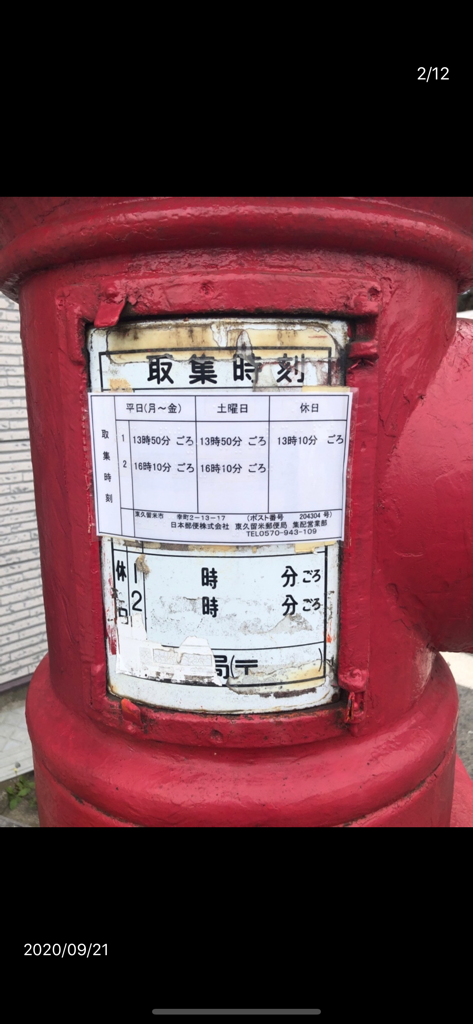 2/12
取集時刻
平日(月～金) 土曜日 休日
取集時刻
1 13時50分 ごろ 13時50分 ごろ 13時10分 ごろ
2 16時10分 ごろ 16時10分 ごろ
東久留米市 幸町2-13-17 (ポスト番号 204304 号)
日本郵便株式会社 東久留米郵便局 集配営業部
TEL0570-943-109
休日
1 時 分ごろ
2 時 分ごろ
局(〒 )
2020/09/21